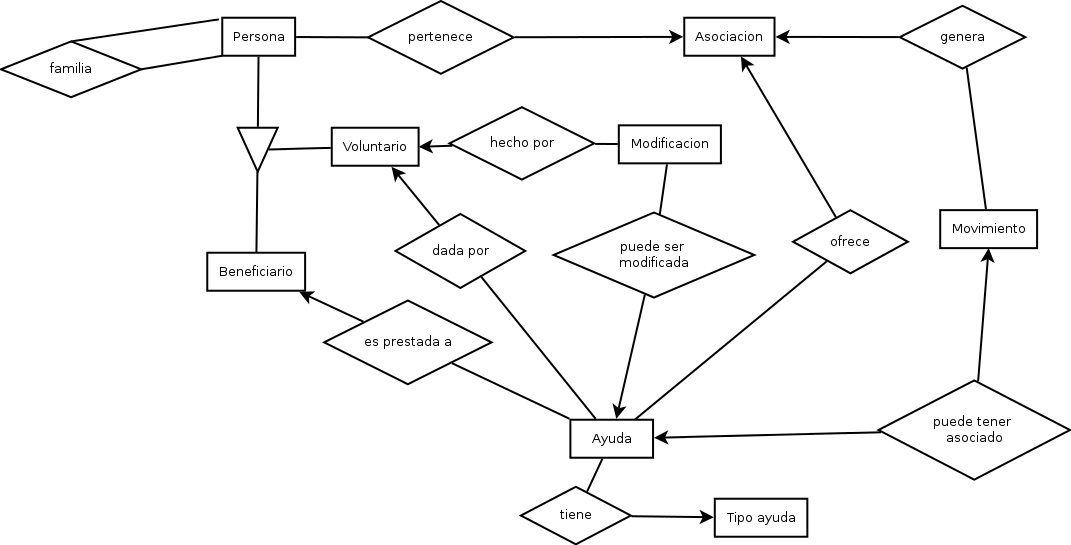 Persona
pertenece
Asociacion
genera
familia
Voluntario
hecho por
Modificacion
Movimiento
dada por
puede ser
modificada
ofrece
Beneficiario
es prestada a
puede tener
asociado
Ayuda
tiene
Tipo ayuda